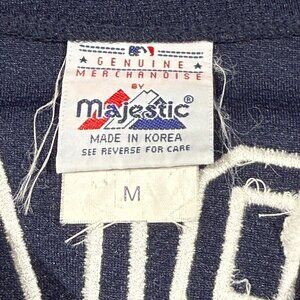 GENUINE
MERCHANDISE
BY
Majestic®
MADE IN KOREA
SEE REVERSE FOR CARE
M